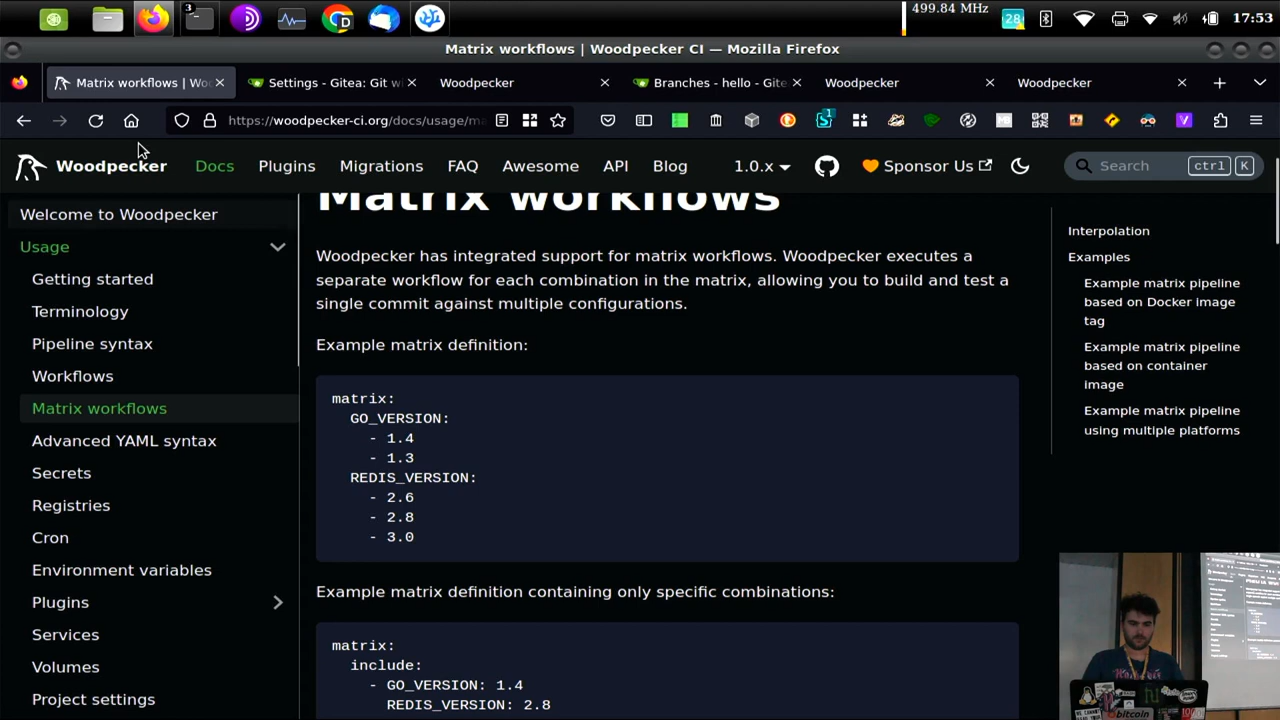 3
499.84 MHz
28
17:53
Matrix workflows | Woodpecker CI — Mozilla Firefox
Matrix workflows | Woo
Settings - Gitea: Git wi
Woodpecker
Branches - hello - Gite
Woodpecker
Woodpecker
https://woodpecker-ci.org/docs/usage/ma
1
Woodpecker
Docs
Plugins
Migrations
FAQ
Awesome
API
Blog
1.0.x
Sponsor Us
Search
ctrl
K
Welcome to Woodpecker
Usage
Getting started
Terminology
Pipeline syntax
Workflows
Matrix workflows
Advanced YAML syntax
Secrets
Registries
Cron
Environment variables
Plugins
Services
Volumes
Project settings
Matrix workflows
Woodpecker has integrated support for matrix workflows. Woodpecker executes a
separate workflow for each combination in the matrix, allowing you to build and test a
single commit against multiple configurations.
Example matrix definition:
matrix:
GO_VERSION:
- 1.4
- 1.3
REDIS_VERSION:
- 2.6
- 2.8
- 3.0
Example matrix definition containing only specific combinations:
matrix:
include:
- GO_VERSION: 1.4
REDIS_VERSION: 2.8
Interpolation
Examples
Example matrix pipeline
based on Docker image
tag
Example matrix pipeline
based on container
image
Example matrix pipeline
using multiple platforms
bitcoin